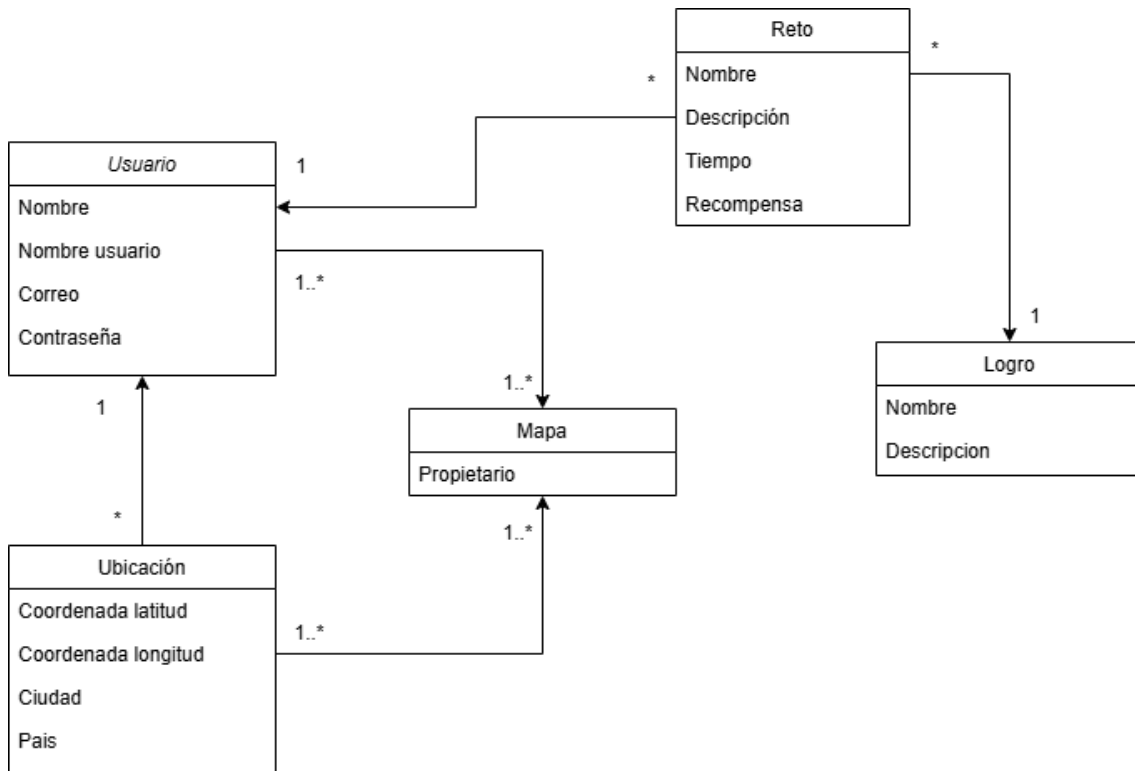 Reto
Nombre
Descripción
Tiempo
Recompensa
*
*
Usuario
Nombre
Nombre usuario
Correo
Contraseña
1
1..*
1
1
1..*
Logro
Nombre
Descripcion
Mapa
Propietario
*
1..*
Ubicación
Coordenada latitud
Coordenada longitud
Ciudad
Pais
1..*